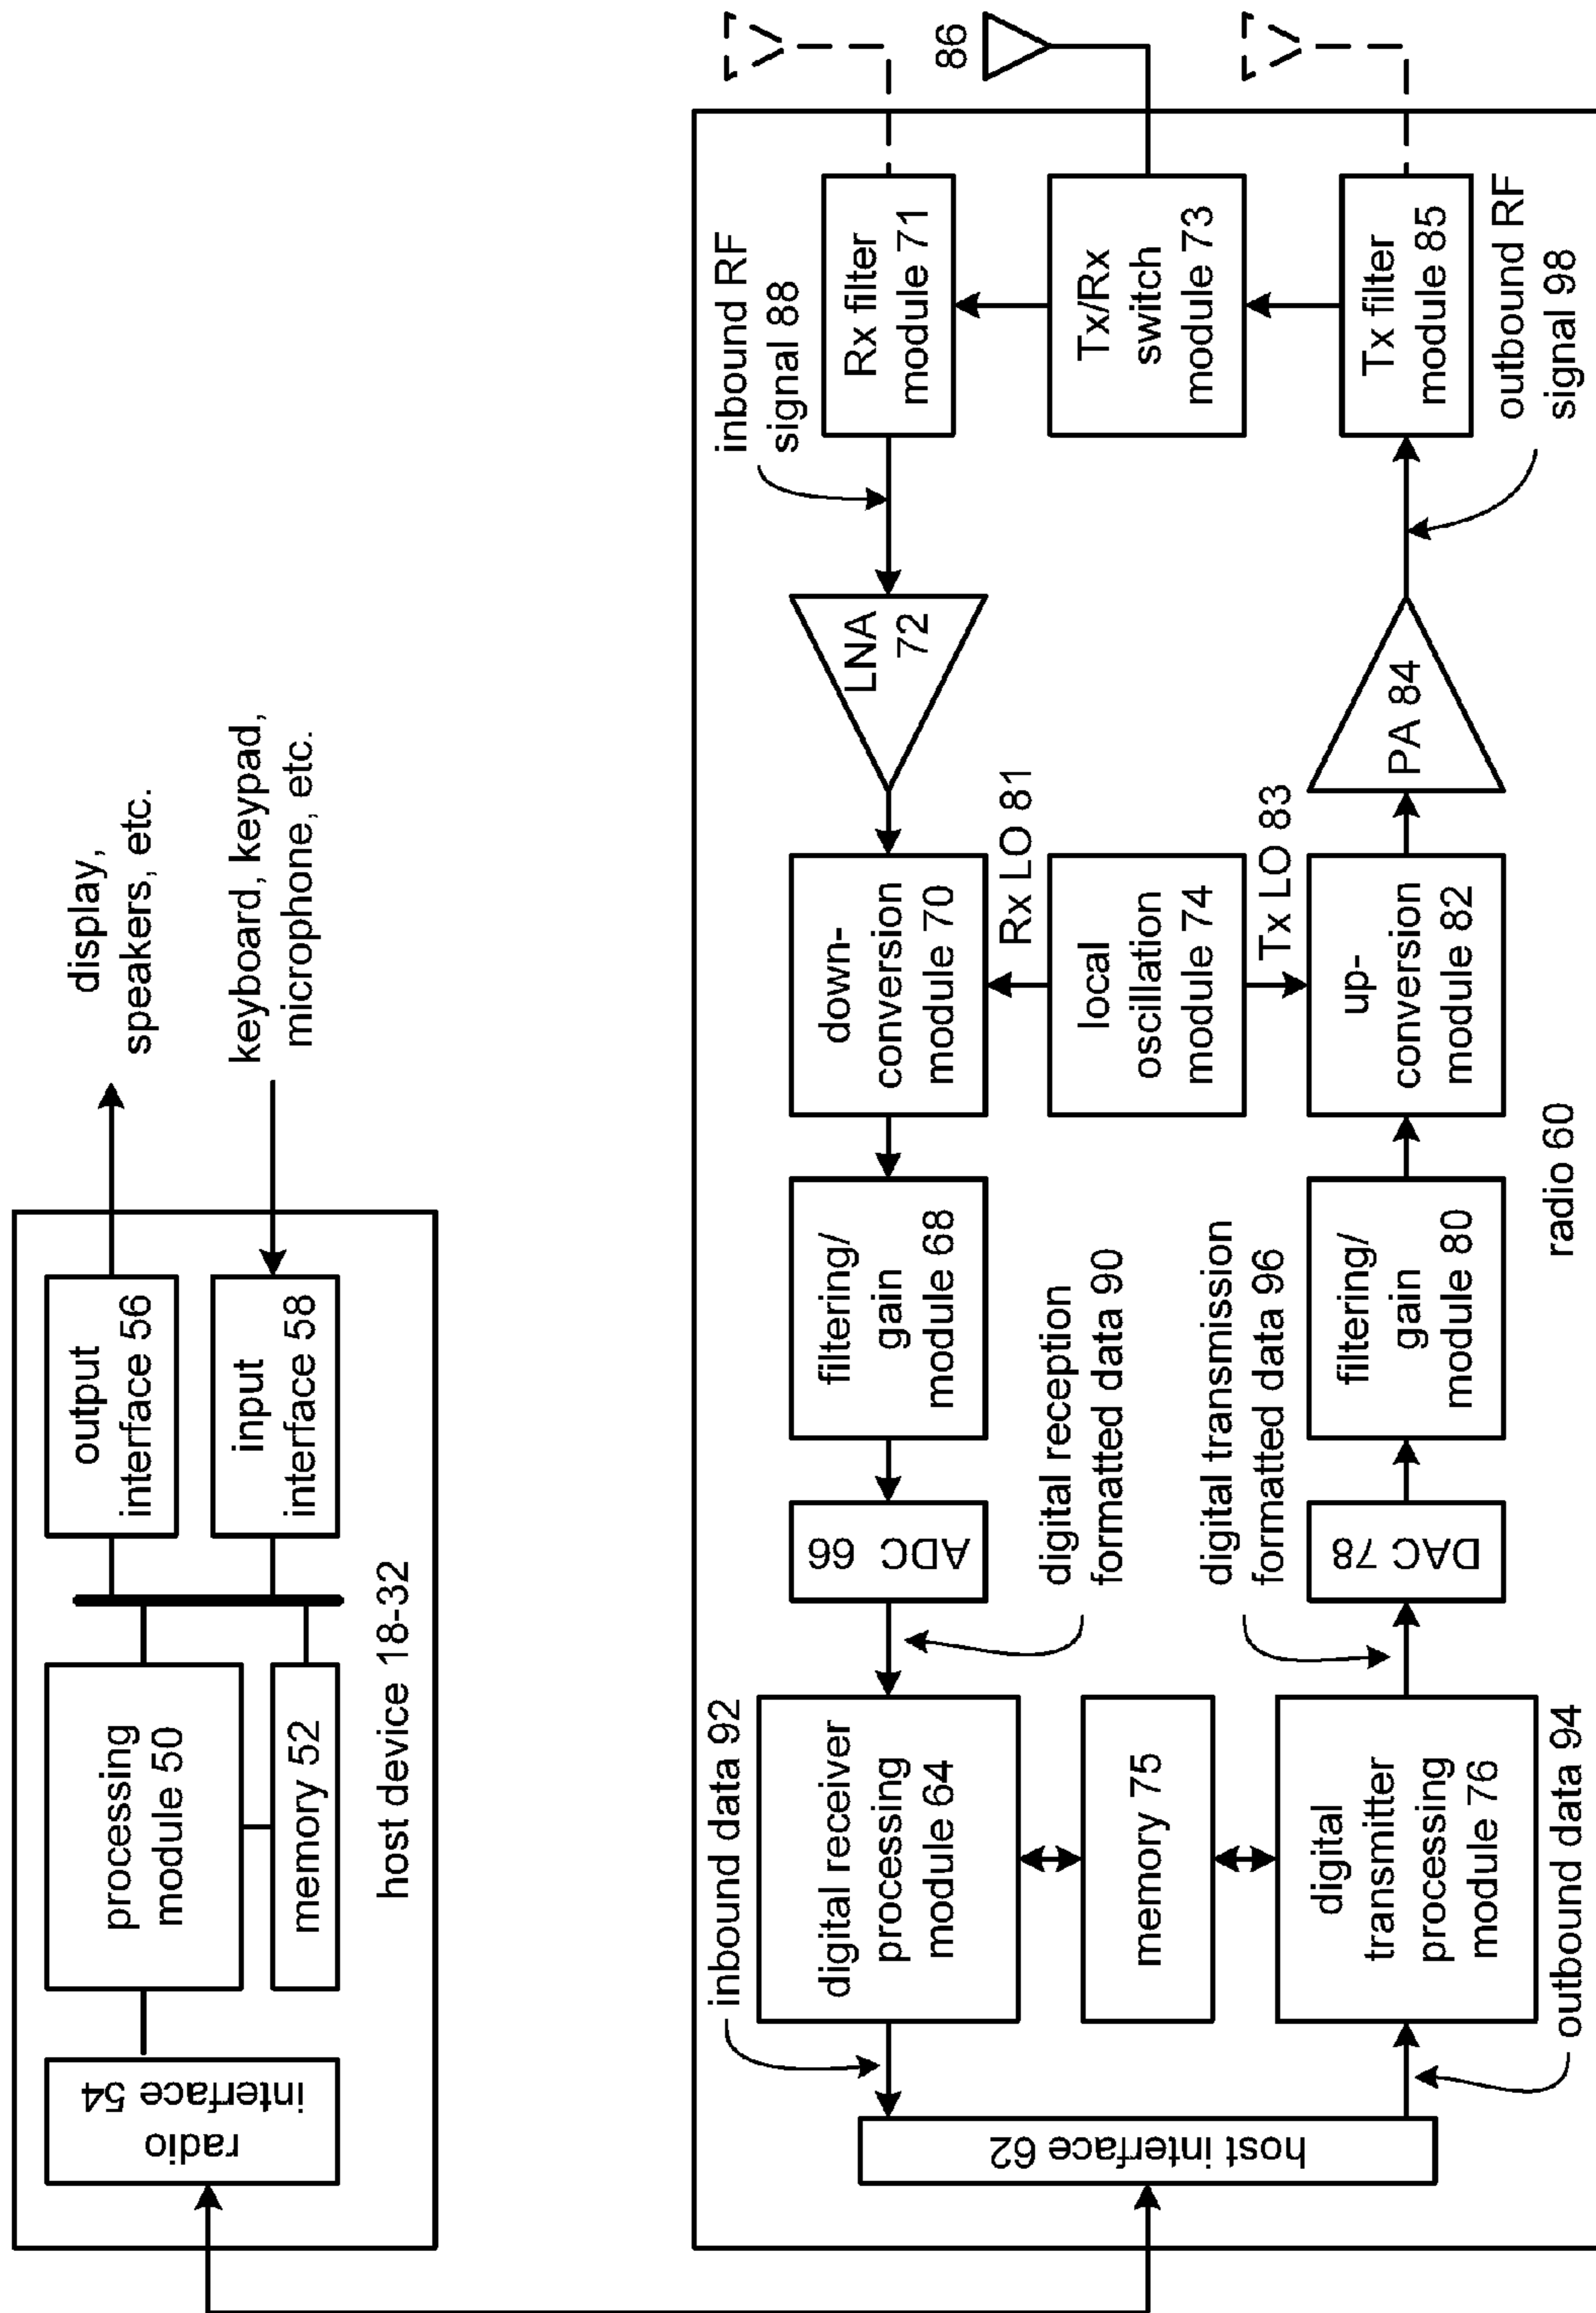 radio
interface 54
processing
module 50
memory 52
output
interface 56
input
interface 58
display,
speakers, etc.
keyboard, keypad,
microphone, etc.
host device 18-32
host interface 62
inbound data 92
digital receiver
processing
module 64
memory 75
digital
transmitter
processing
module 76
outbound data 94
ADC 66
digital reception
formatted data 90
digital transmission
formatted data 96
DAC 78
filtering/
gain
module 68
filtering/
gain
module 80
down-
conversion
module 70
Rx LO 81
local
oscillation
module 74
Tx LO 83
up-
conversion
module 82
radio 60
LNA
72
PA 84
inbound RF
signal 88
Rx filter
module 71
Tx/Rx
switch
module 73
Tx filter
module 85
outbound RF
signal 98
86